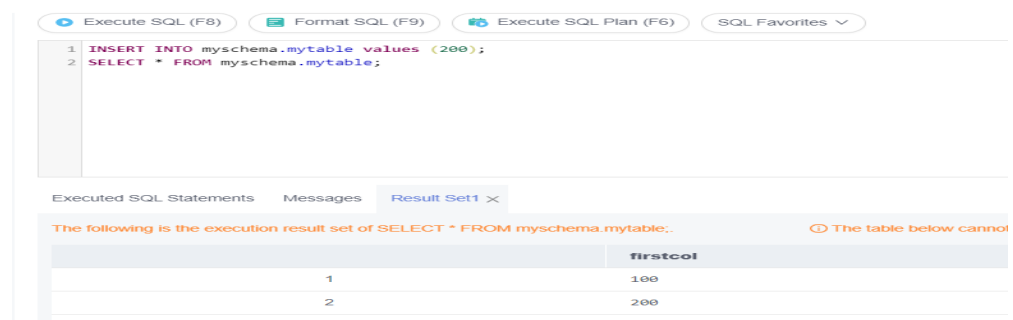 Execute SQL (F8) Format SQL (F9) Execute SQL Plan (F6) SQL Favorites
1 INSERT INTO myschema.mytable values (200);
2 SELECT * FROM myschema.mytable;
Executed SQL Statements Messages Result Set1 ×
The following is the execution result set of SELECT * FROM myschema.mytable;. The table below cannot
firstcol
1 100
2 200